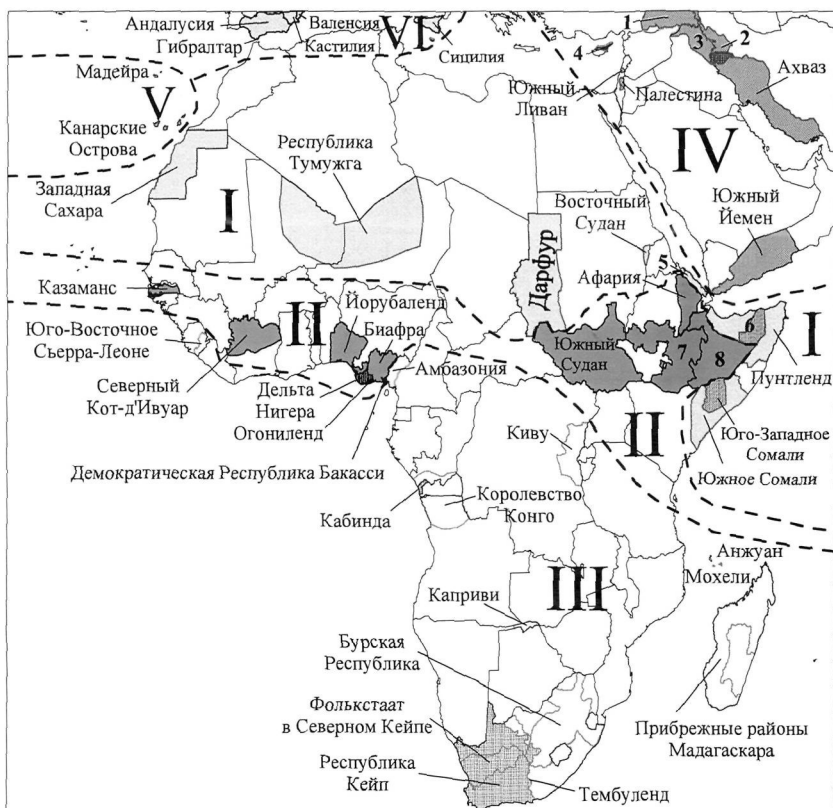 Андалусия
Гибралтар
Валенсия
Кастилия
VI
Сицилия
1
2
3
4
Мадейра
V
Канарские
Острова
Южный
Ливан
Палестина
Ахваз
IV
Западная
Сахара
I
Республика
Тумужга
Восточный
Судан
Южный
Йемен
5
Дарфур
Афария
Казаманс
II
Йорубаленд
Биафра
Юго-Восточное
Сьерра-Леоне
Северный
Кот-д'Ивуар
Дельта
Нигера
Огониленд
Амбазония
Южный
Судан
6
7
8
I
Пунтленд
Демократическая Республика Бакасси
Киву
II
Юго-Западное
Сомали
Южное Сомали
Кабинда
Королевство
Конго
Анжуан
Мохели
III
Каприви
Бурская
Республика
Фолькстаат
в Северном Кейпе
Республика
Кейп
Прибрежные районы
Мадагаскара
Тембуленд